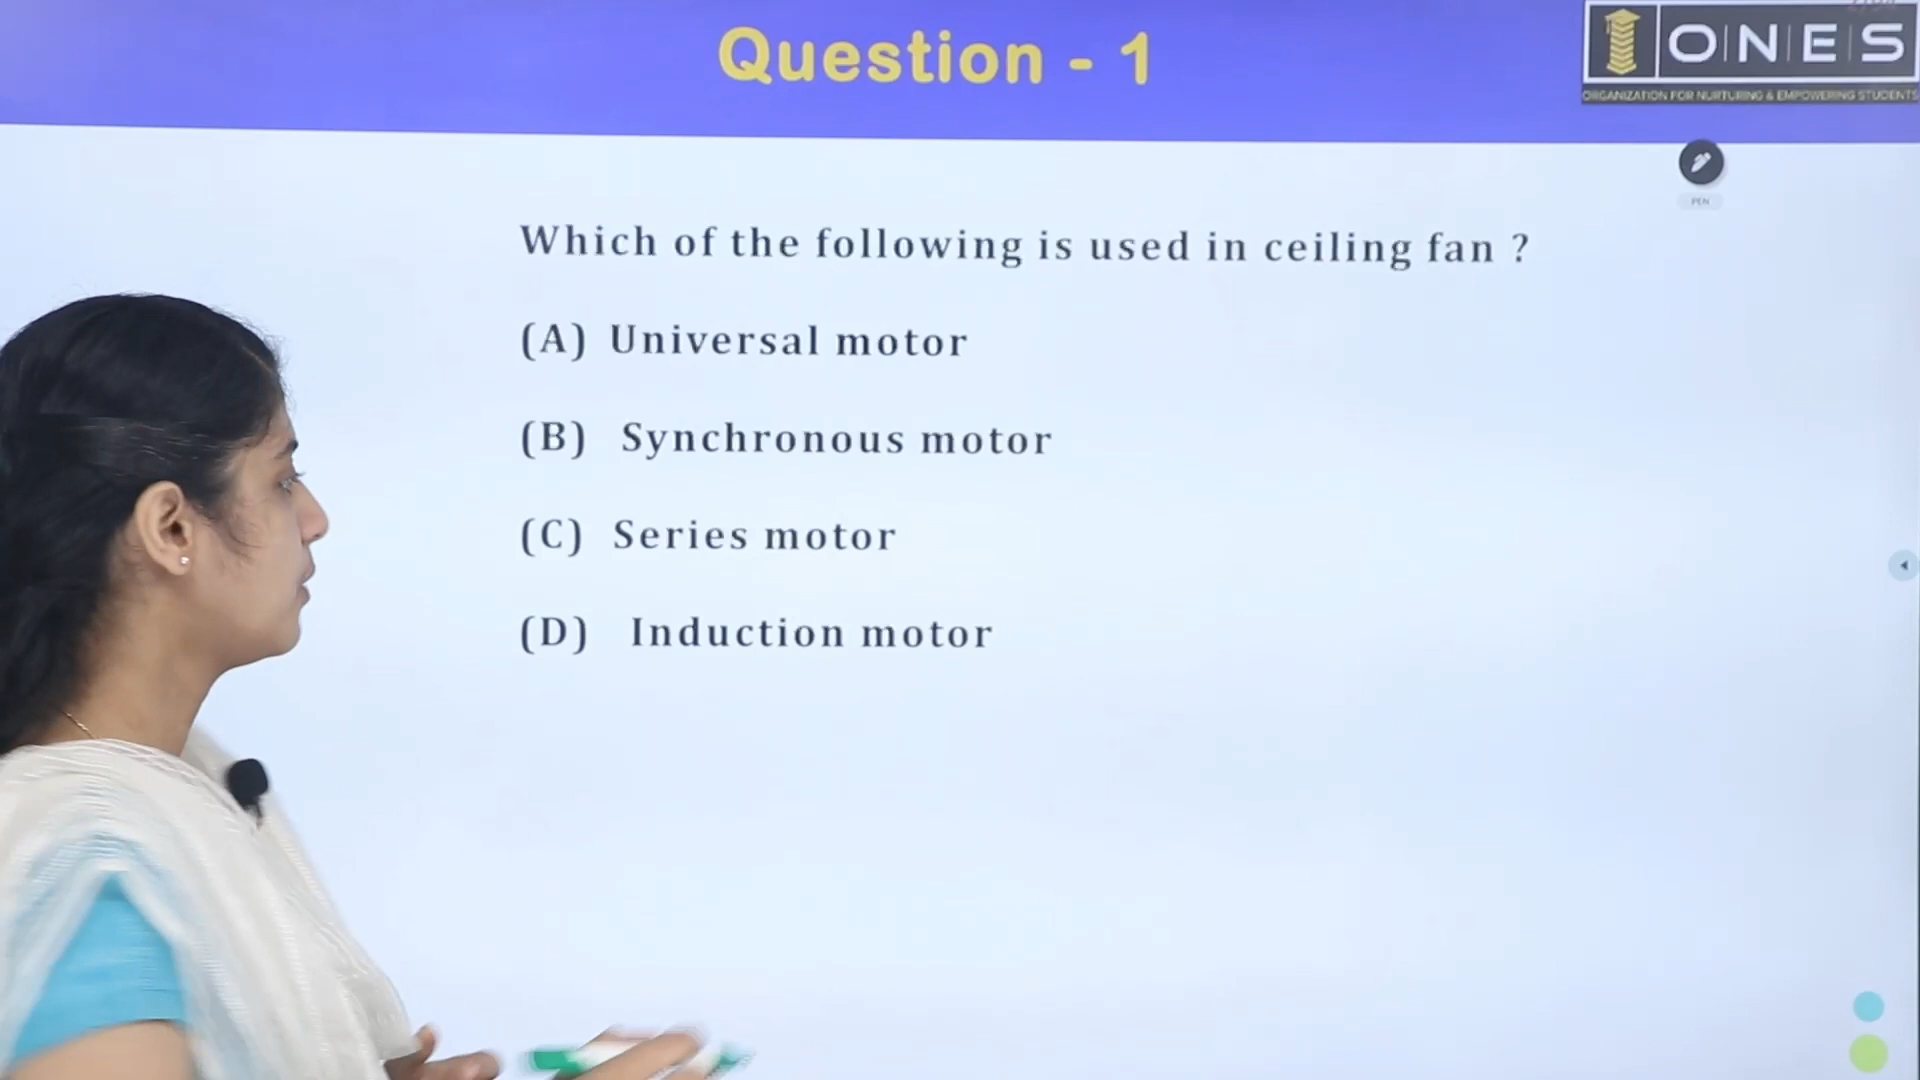 Question - 1
O|N|E|S
ORGANIZATION FOR NURTURING & EMPOWERING STUDENTS
PEN
Which of the following is used in ceiling fan ?
(A) Universal motor
(B) Synchronous motor
(C) Series motor
(D) Induction motor